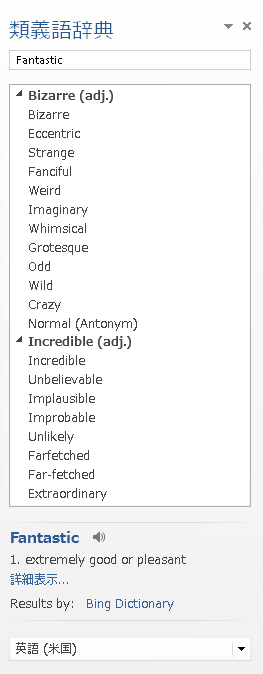 類義語辞典
Fantastic
Bizarre (adj.)
Bizarre
Eccentric
Strange
Fanciful
Weird
Imaginary
Whimsical
Grotesque
Odd
Wild
Crazy
Normal (Antonym)
Incredible (adj.)
Incredible
Unbelievable
Implausible
Improbable
Unlikely
Farfetched
Far-fetched
Extraordinary
Fantastic
1. extremely good or pleasant
詳細表示...
Results by: Bing Dictionary
英語 (米国)